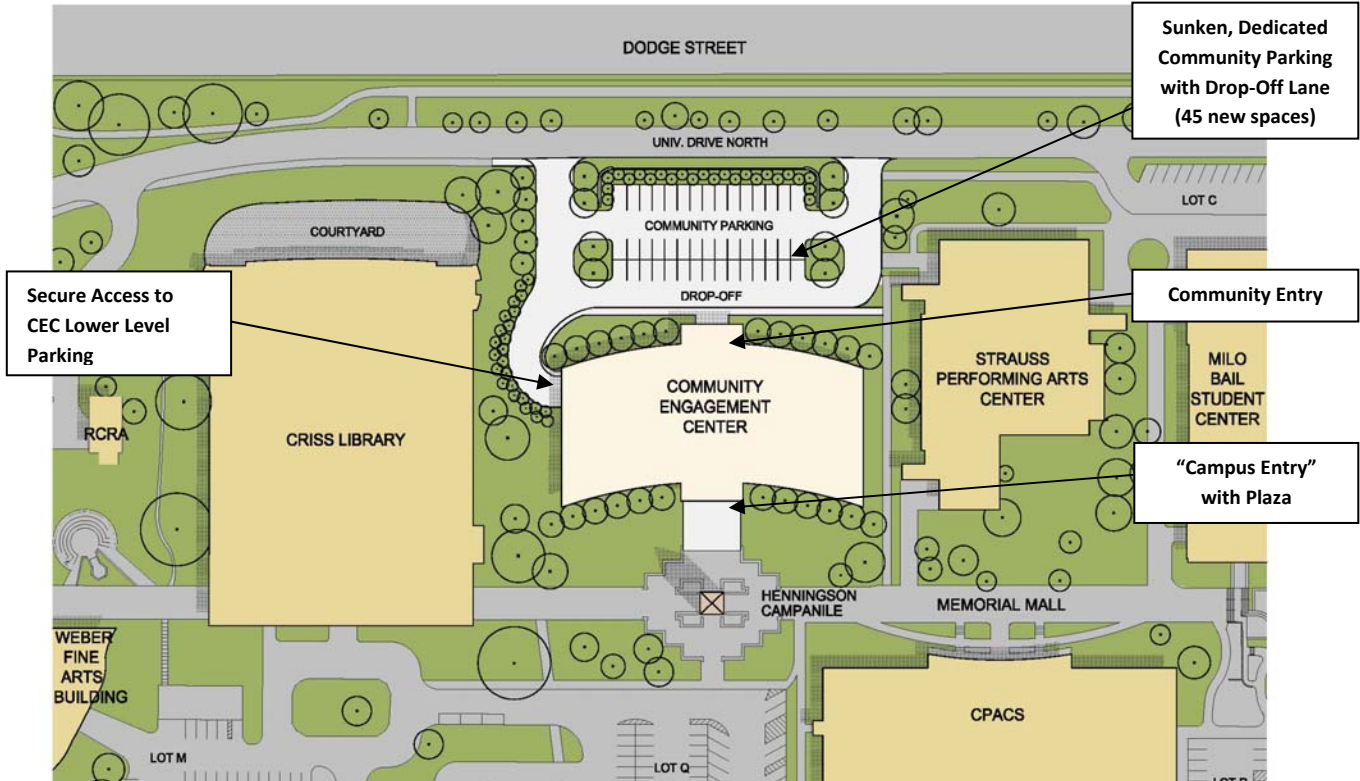 DODGE STREET
Sunken, Dedicated
Community Parking
with Drop-Off Lane
(45 new spaces)
UNIV. DRIVE NORTH
LOT C
COURTYARD
COMMUNITY PARKING
Secure Access to
CEC Lower Level
Parking
DROP-OFF
Community Entry
STRAUSS
PERFORMING ARTS
CENTER
MILO
BAIL
STUDENT
CENTER
COMMUNITY
ENGAGEMENT
CENTER
RCRA
CRISS LIBRARY
“Campus Entry”
with Plaza
HENNINGSON
CAMPANILE
MEMORIAL MALL
WEBER
FINE
ARTS
BUILDING
CPACS
LOT M
LOT Q